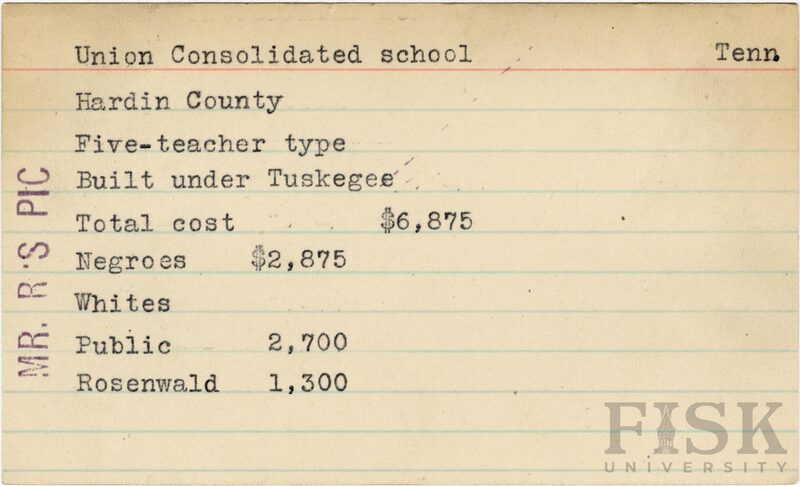 Union Consolidated school Tenn.
Hardin County
Five-teacher type
Built under Tuskegee
Total cost $6,875
Negroes $2,875
Whites
Public 2,700
Rosenwald 1,300
MR. R'S PIC
FISK
UNIVERSITY